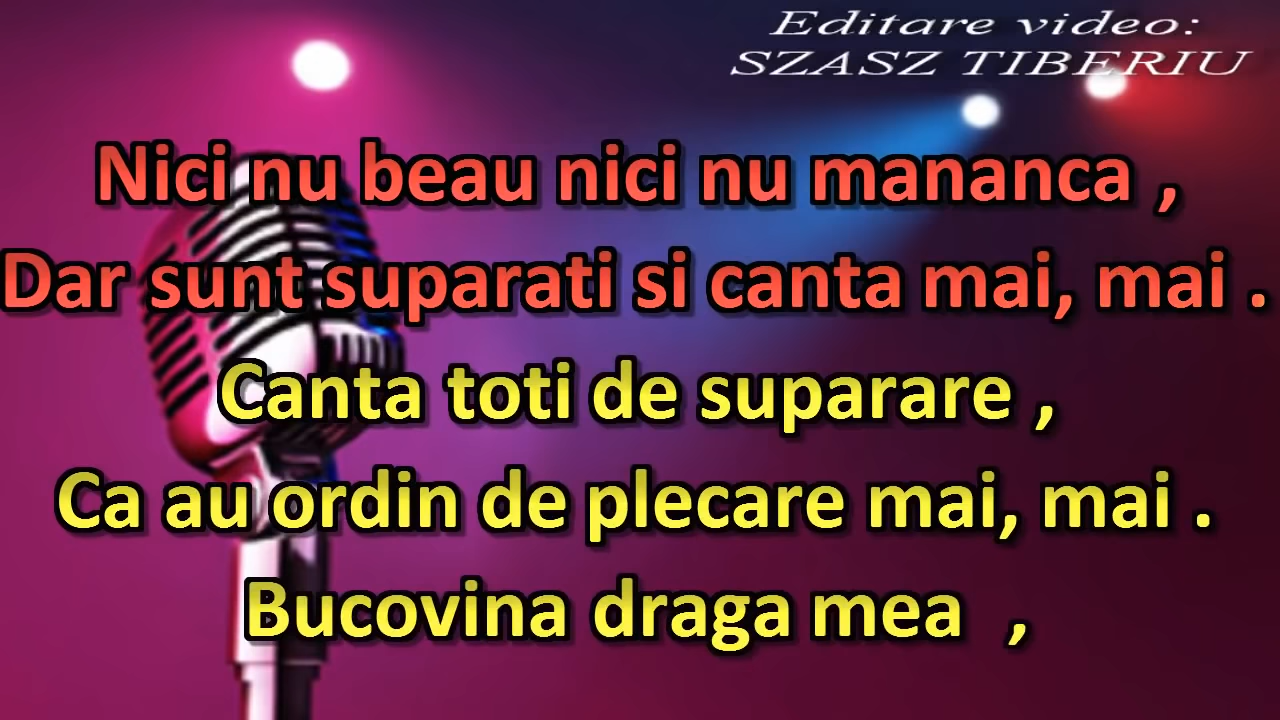 Editare video:
SZASZ TIBERIU
Nici nu beau nici nu mananca ,
Dar sunt suparati si canta mai, mai .
Canta toti de suparare ,
Ca au ordin de plecare mai, mai .
Bucovina draga mea ,